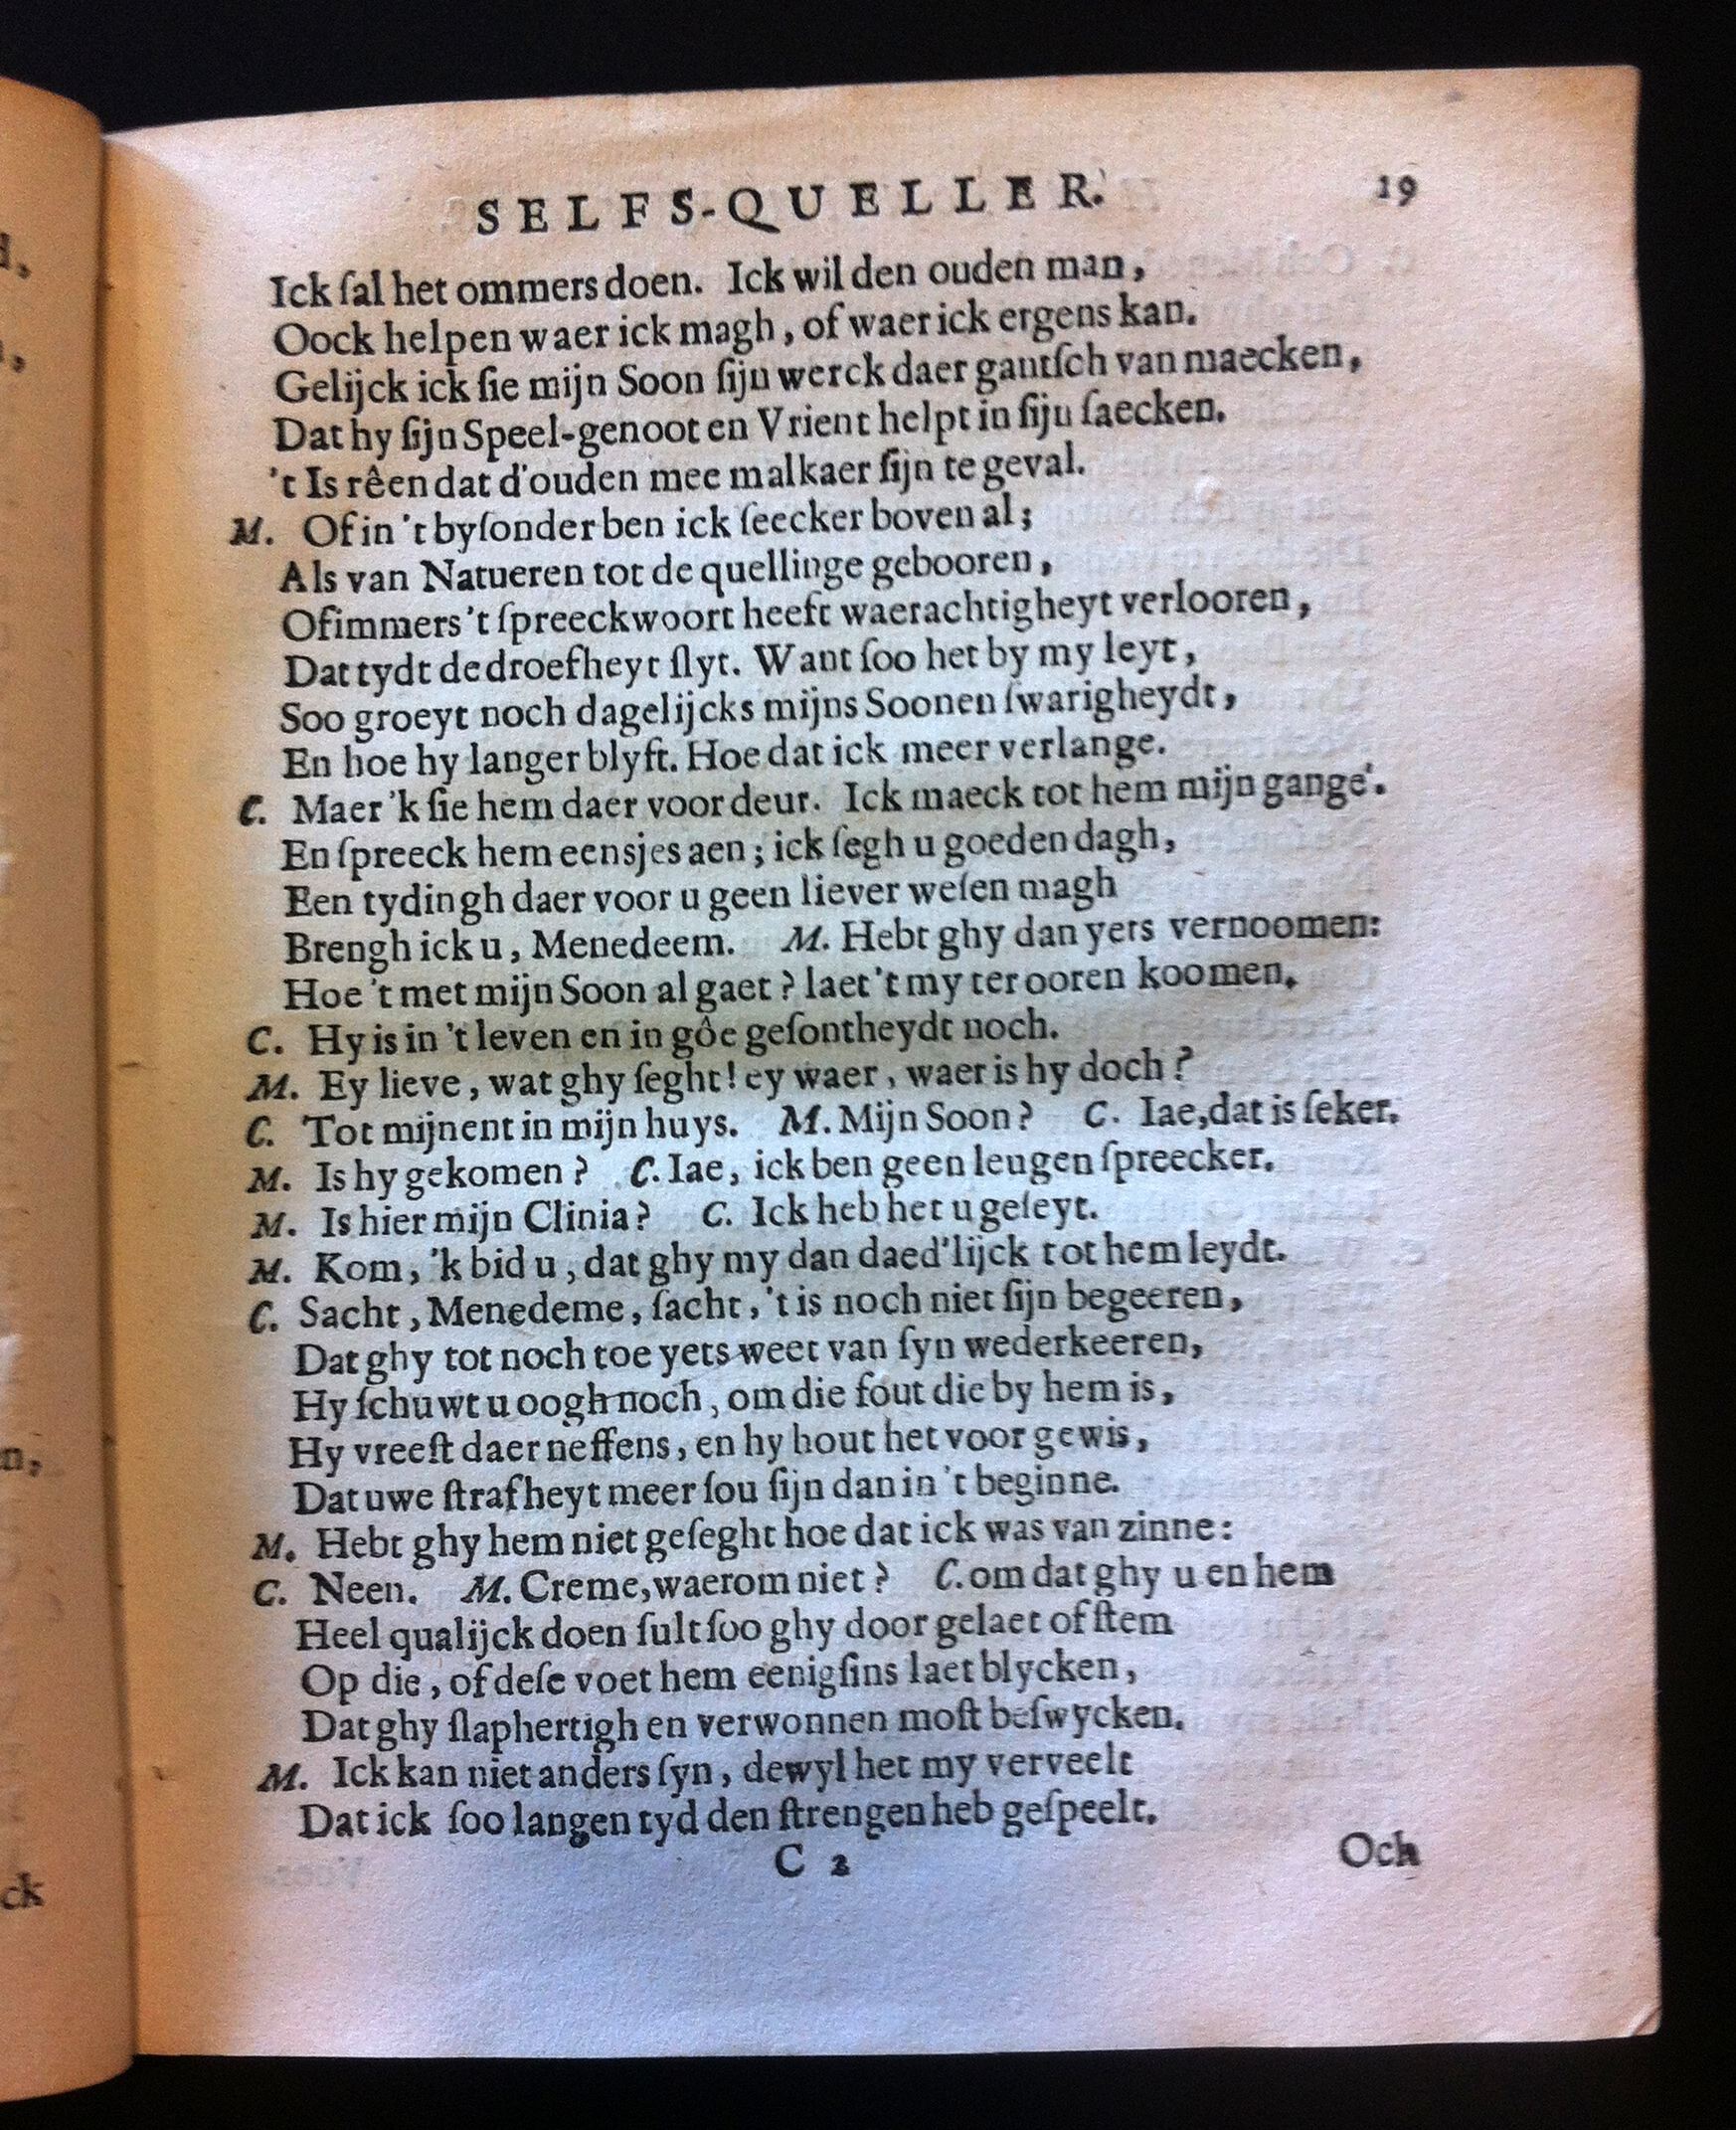 SELFS-QUELLER. 19
Ick ſal het ommers doen. Ick wil den ouden man,
Oock helpen waer ick magh, of waer ick ergens kan.
Gelijck ick ſie mijn Soon ſijn werck daer gantſch van maecken,
Dat hy ſijn Speel-genoot en Vrient helpt in ſijn ſaecken.
't Is rêen dat d'ouden mee malkaer ſijn te geval.
M. Of in 't byſonder ben ick ſeecker boven al;
Als van Natueren tot de quellinge gebooren,
Of immers 't ſpreeckwoort heeft waerachtigheyt verlooren,
Dat tydt de droefheyt ſlyt. Want ſoo het by my leyt,
Soo groeyt noch dagelijcks mijns Soonen ſwarigheydt,
En hoe hy langer blyft. Hoe dat ick meer verlange.
C. Maer 'k ſie hem daer voor deur. Ick maeck tot hem mijn gange.
En ſpreeck hem eensjes aen; ick ſegh u goeden dagh,
Een tydingh daer voor u geen liever weſen magh
Brengh ick u, Menedeem. M. Hebt ghy dan yets vernoomen:
Hoe 't met mijn Soon al gaet? laet 't my ter ooren koomen.
C. Hy is in 't leven en in gôe geſontheydt noch.
M. Ey lieve, wat ghy ſeght! ey waer, waer is hy doch?
C. Tot mijnent in mijn huys. M. Mijn Soon? C. Iae, dat is ſeker.
M. Is hy gekomen? C. Iae, ick ben geen leugen ſpreecker.
M. Is hier mijn Clinia? C. Ick heb het u geſeyt.
M. Kom, 'k bid u, dat ghy my dan daed'lijck tot hem leydt.
C. Sacht, Menedeme, ſacht, 't is noch niet ſijn begeeren,
Dat ghy tot noch toe yets weet van ſyn wederkeeren,
Hy ſchuwt u oogh noch, om die fout die by hem is,
Hy vreeſt daer neffens, en hy hout het voor gewis,
Dat uwe ſtrafheyt meer ſou ſijn dan in 't beginne.
M. Hebt ghy hem niet geſeght hoe dat ick was van zinne:
C. Neen. M. Creme, waerom niet? C. om dat ghy u en hem
Heel qualijck doen ſult ſoo ghy door gelaet of ſtem
Op die, of deſe voet hem eenigſins laet blycken,
Dat ghy ſlaphertigh en verwonnen moſt beſwycken.
M. Ick kan niet anders ſyn, dewyl het my verveelt
Dat ick ſoo langen tyd den ſtrengen heb geſpeelt.
C 2 Och